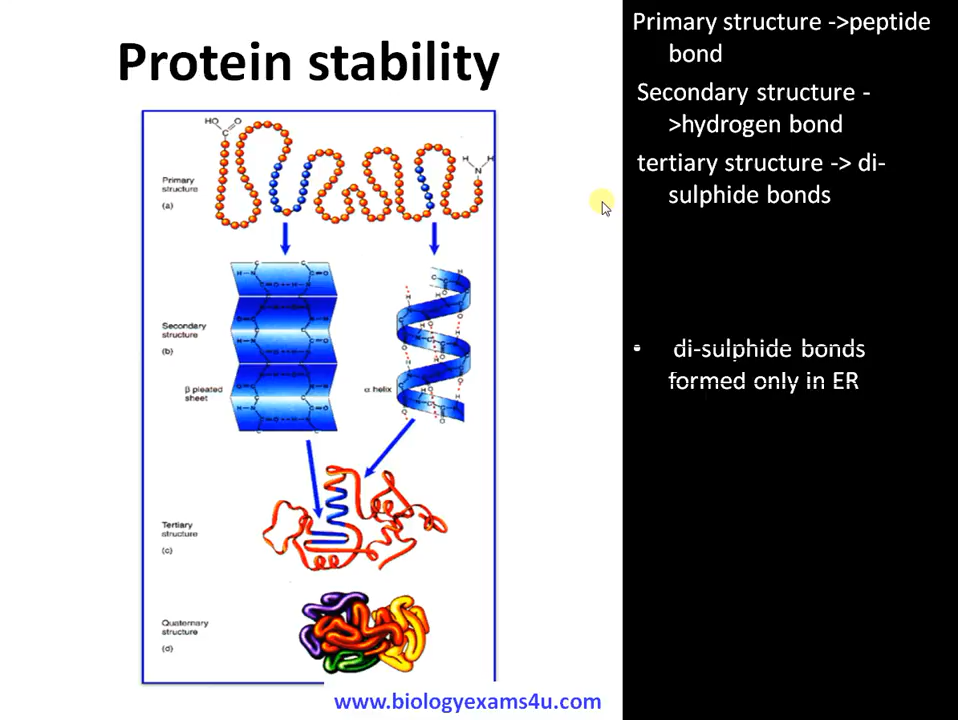 Protein stability
Primary structure ->peptide
bond
Secondary structure -
>hydrogen bond
tertiary structure -> di-
sulphide bonds
• di-sulphide bonds
formed only in ER
HO
O
C
H H
N
Primary
structure
(a)
Secondary
structure
(b)
β pleated
sheet
α helix
Tertiary
structure
(c)
Quaternary
structure
(d)
www.biologyexams4u.com